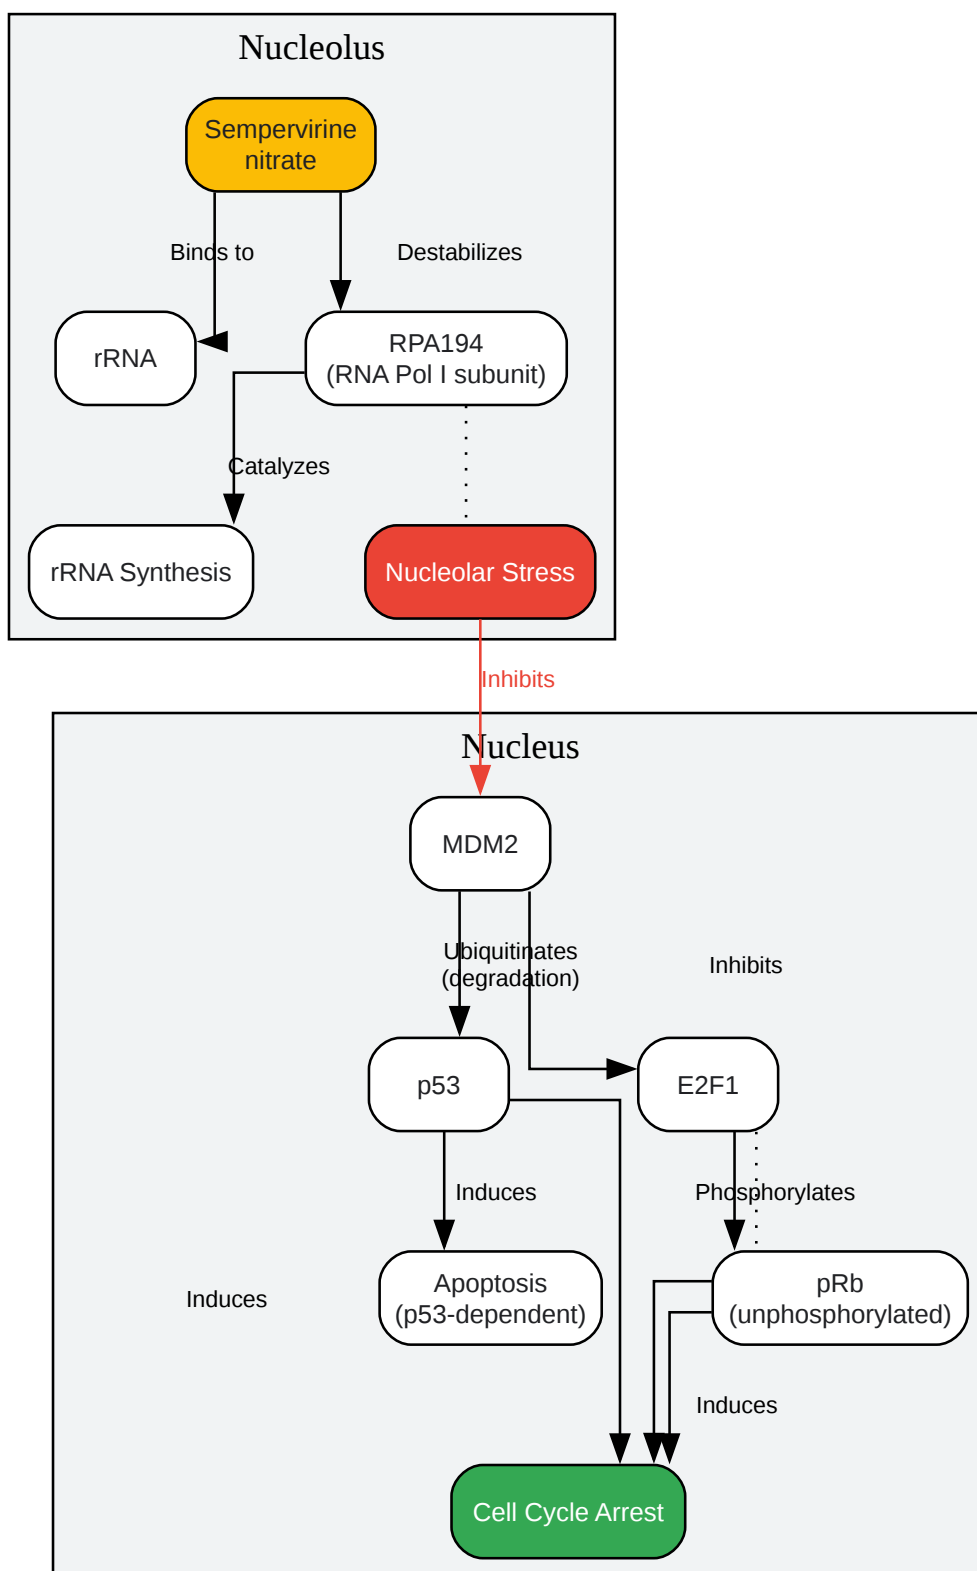 Nucleolus
Sempervirine
nitrate
Binds to
Destabilizes
rRNA
RPA194
(RNA Pol I subunit)
Catalyzes
rRNA Synthesis
Nucleolar Stress
Inhibits
Nucleus
MDM2
Ubiquitinates
(degradation)
Inhibits
p53
E2F1
Induces
Phosphorylates
Apoptosis
(p53-dependent)
pRb
(unphosphorylated)
Induces
Induces
Cell Cycle Arrest